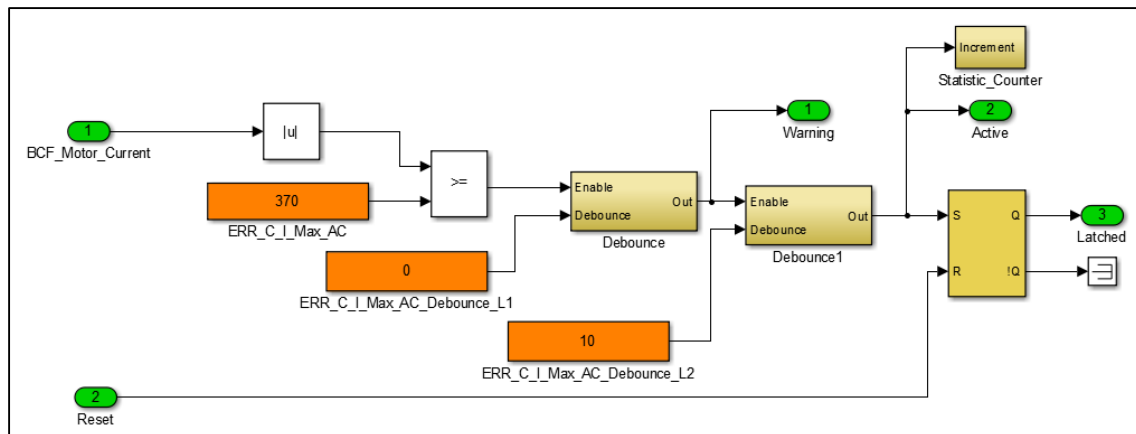 Increment
Statistic_Counter
1
BCF_Motor_Current
|u|
1
Warning
2
Active
>=
370
ERR_C_I_Max_AC
Enable
Debounce
Out
Debounce
Enable
Debounce
Out
Debounce1
S
R
Q
!Q
3
Latched
0
ERR_C_I_Max_AC_Debounce_L1
10
ERR_C_I_Max_AC_Debounce_L2
2
Reset